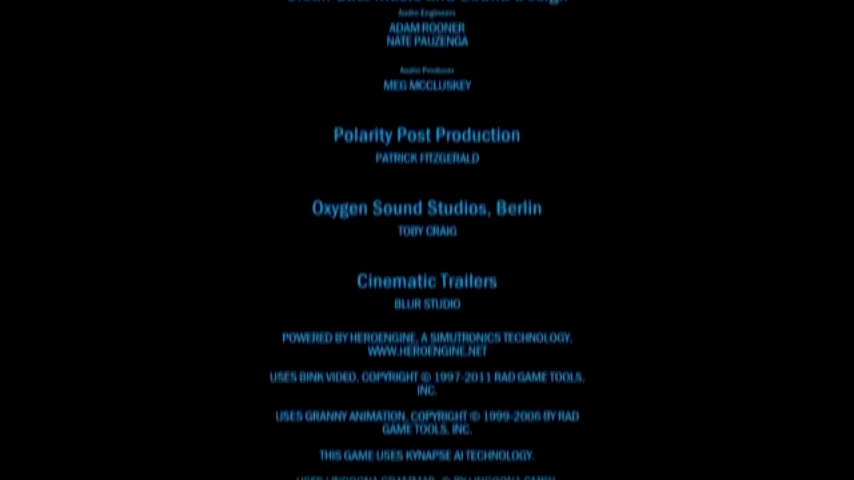 Audio Engineers
ADAM ROONER
NATE PAUZENGA
Audio Producer
MEG MCCLUSKEY
Polarity Post Production
PATRICK FITZGERALD
Oxygen Sound Studios, Berlin
TOBY CRAIG
Cinematic Trailers
BLUR STUDIO
POWERED BY HEROENGINE, A SIMUTRONICS TECHNOLOGY,
WWW.HEROENGINE.NET
USES BINK VIDEO, COPYRIGHT © 1997-2011 RAD GAME TOOLS,
INC.
USES GRANNY ANIMATION, COPYRIGHT © 1999-2006 BY RAD
GAME TOOLS, INC.
THIS GAME USES KYNAPSE AI TECHNOLOGY.